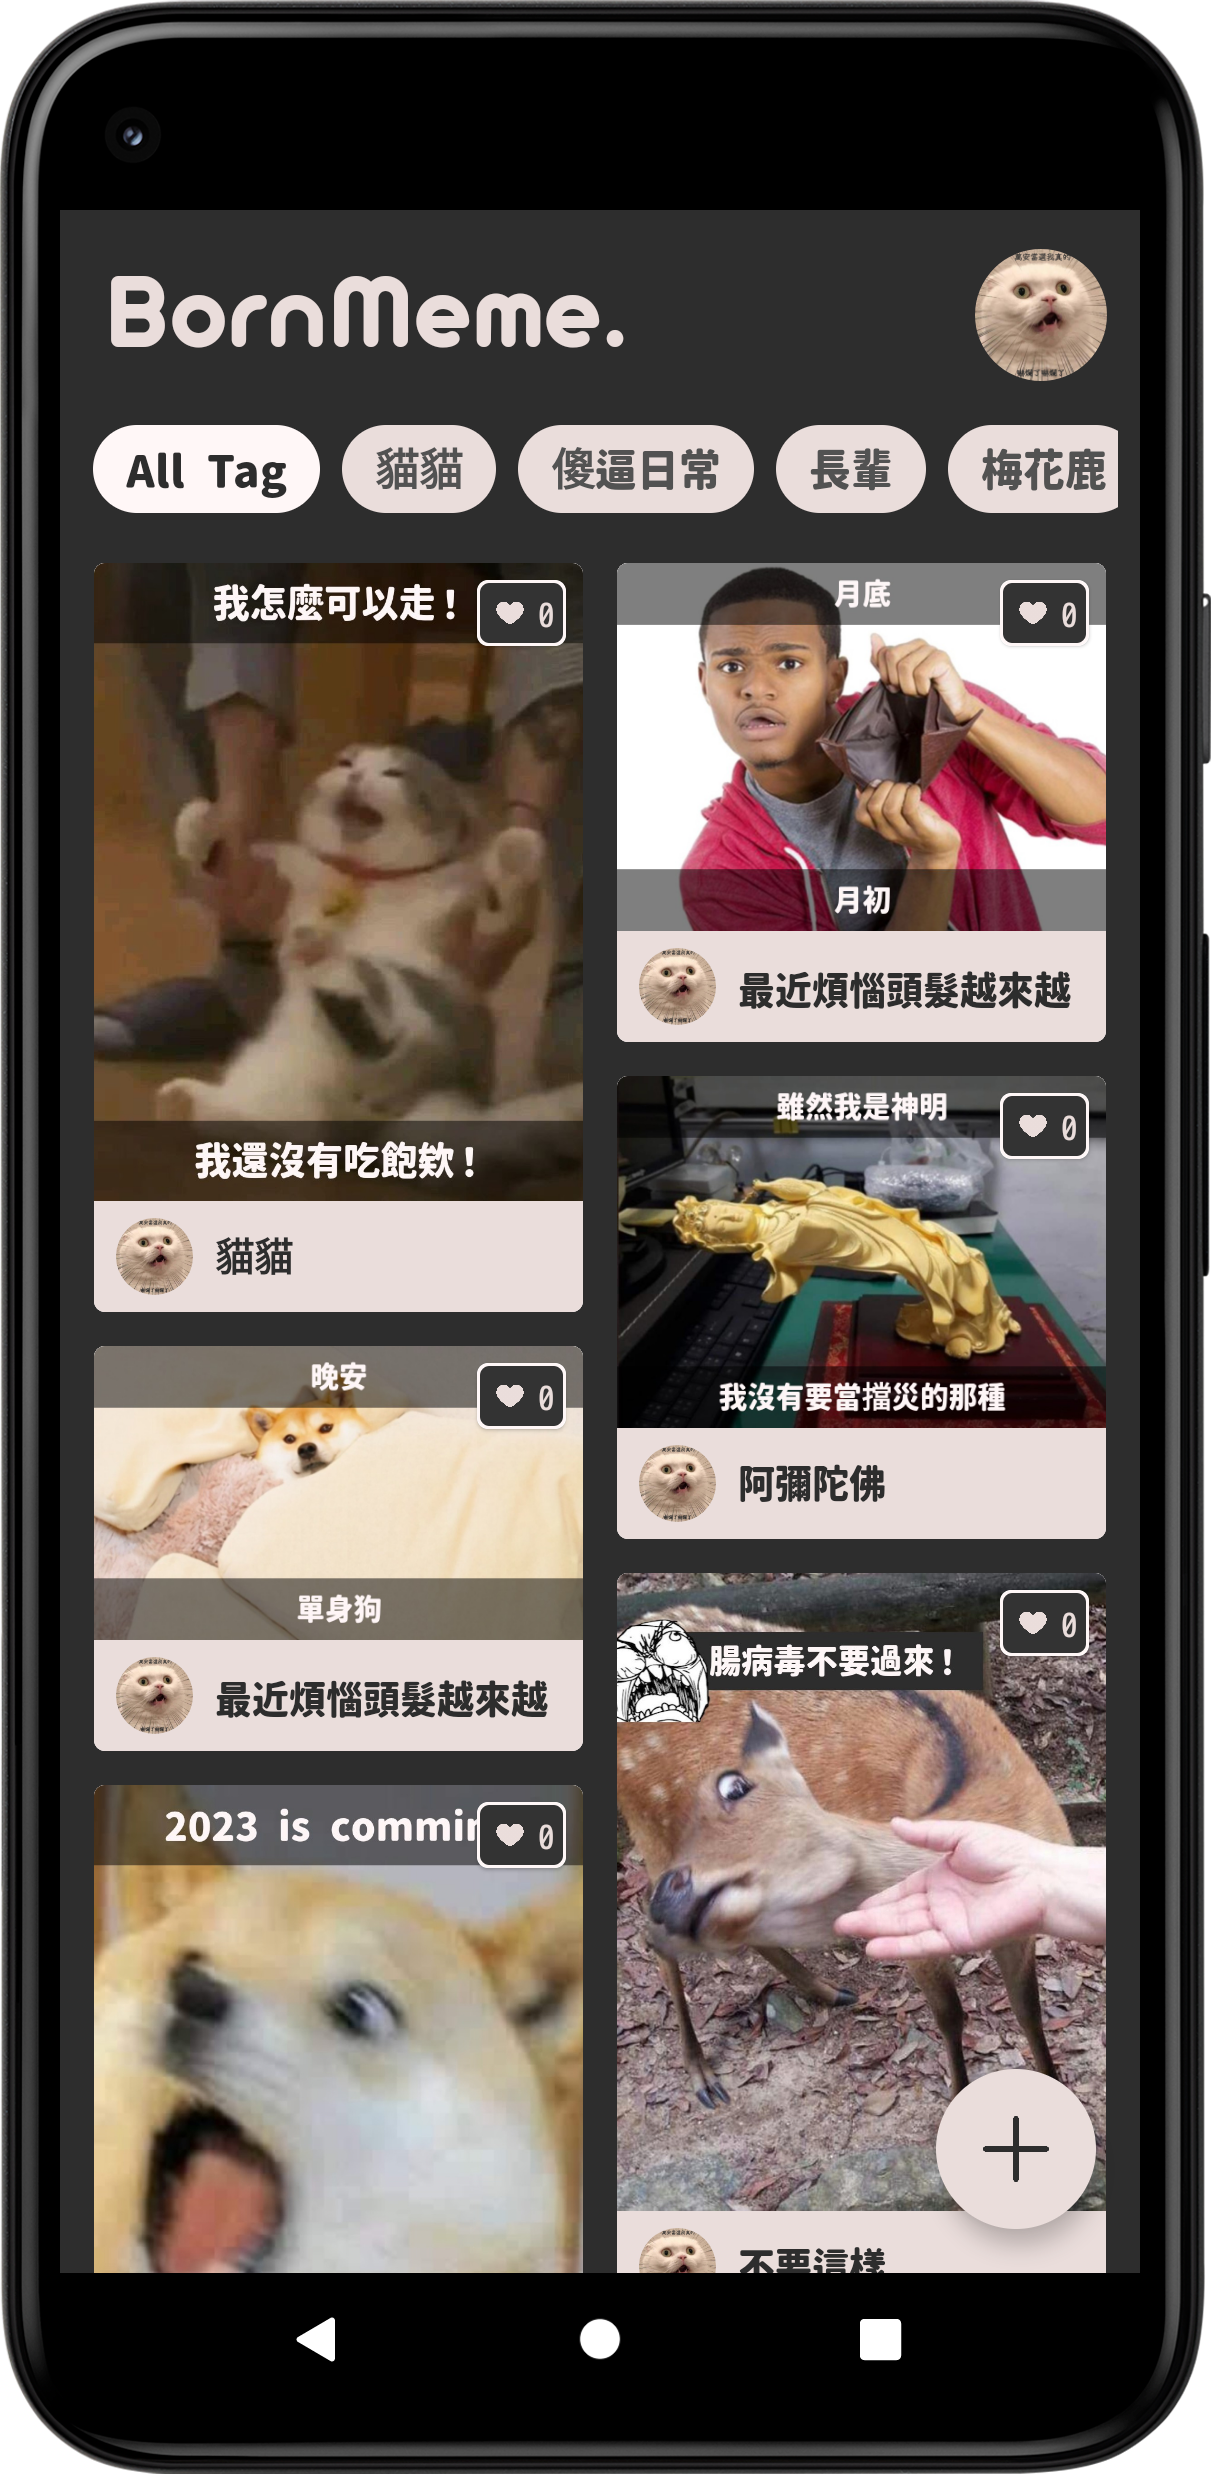 BornMeme.
All Tag
貓貓
傻逼日常
長輩
梅花鹿
我怎麼可以走！
0
我還沒有吃飽欸！
貓貓
月底
0
月初
最近煩惱頭髮越來越
雖然我是神明
0
我沒有要當擋災的那種
阿彌陀佛
晚安
0
單身狗
最近煩惱頭髮越來越
腸病毒不要過來！
0
不要這樣
2023 is commin
0